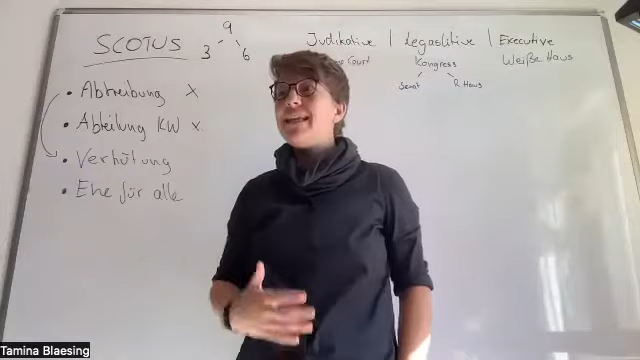 SCOTUS
9
3 6
Judikative | Legaslitive | Executive
Court
Kongress
Weiße Haus
Senat R Haus
• Abtreibung X
• Abteilung KW x
• Verhütung
• Ehe für alle
Tamina Blaesing